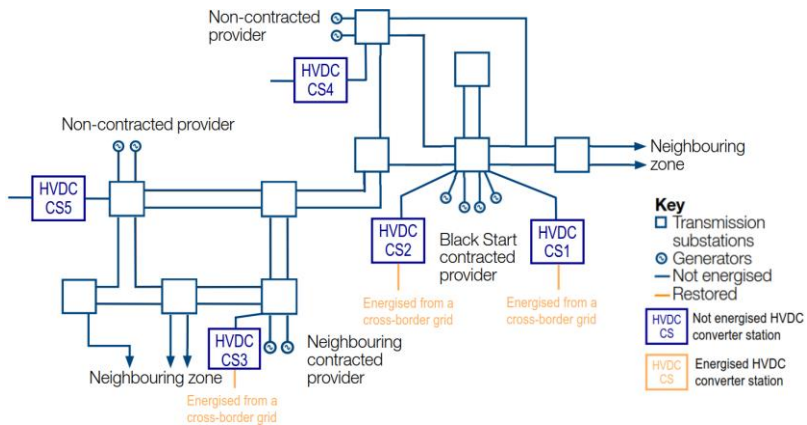 Non-contracted
provider
HVDC
CS4
Non-contracted provider
HVDC
CS5
Neighbouring
zone
HVDC
CS2
Black Start
contracted
provider
HVDC
CS1
Energised from a
cross-border grid
Energised from a
cross-border grid
HVDC
CS3
Neighbouring
contracted
provider
Neighbouring zone
Energised from a
cross-border grid
Key
Transmission
substations
Generators
Not energised
Restored
HVDC
CS
Not energised HVDC
converter station
HVDC
CS
Energised HVDC
converter station